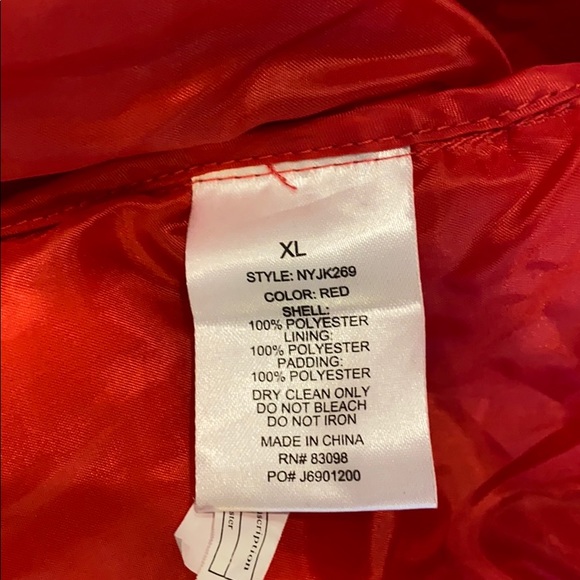 XL
STYLE: NYJK269
COLOR: RED
SHELL:
100% POLYESTER
LINING:
100% POLYESTER
PADDING:
100% POLYESTER
DRY CLEAN ONLY
DO NOT BLEACH
DO NOT IRON
MADE IN CHINA
RN# 83098
PO# J6901200